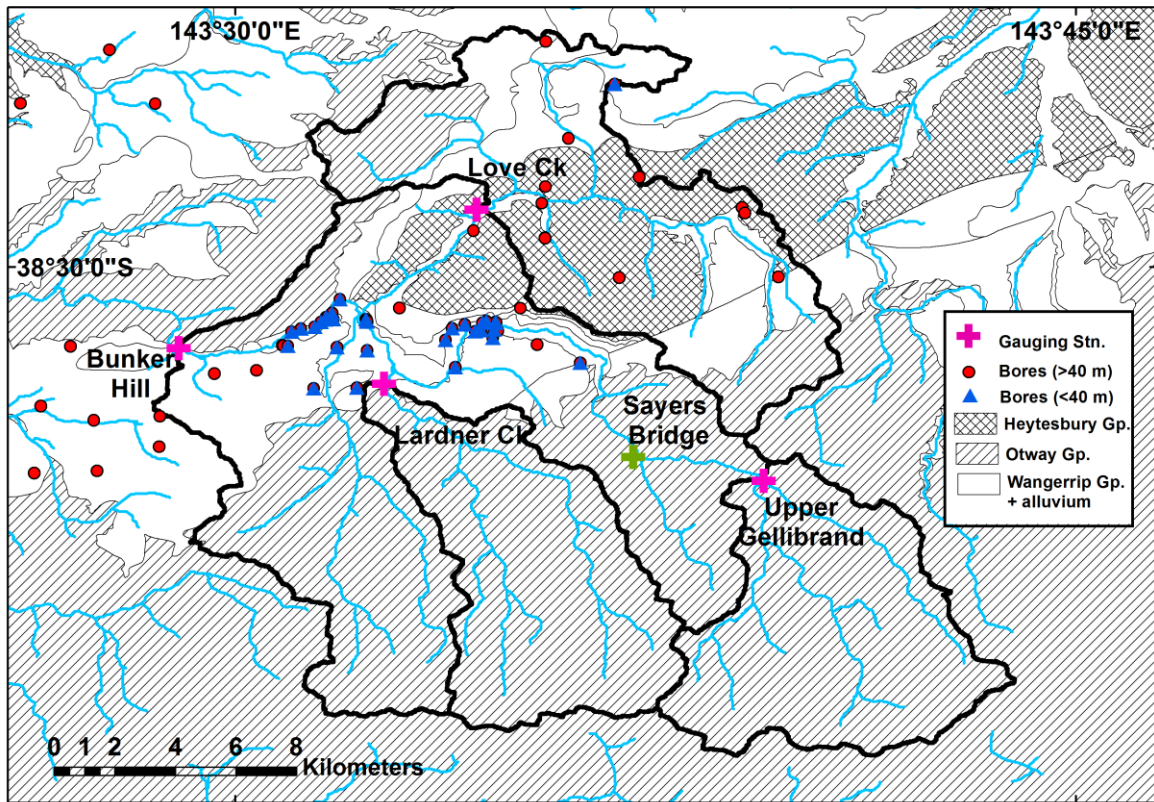 143°30'0"E
143°45'0"E
Love Ck
38°30'0"S
Bunker
Hill
Lardner Ck
Sayers
Bridge
Upper
Gellibrand
Gauging Stn.
Bores (>40 m)
Bores (<40 m)
Heytesbury Gp.
Otway Gp.
Wangerrip Gp.
+ alluvium
0 1 2 4 6 8
Kilometers